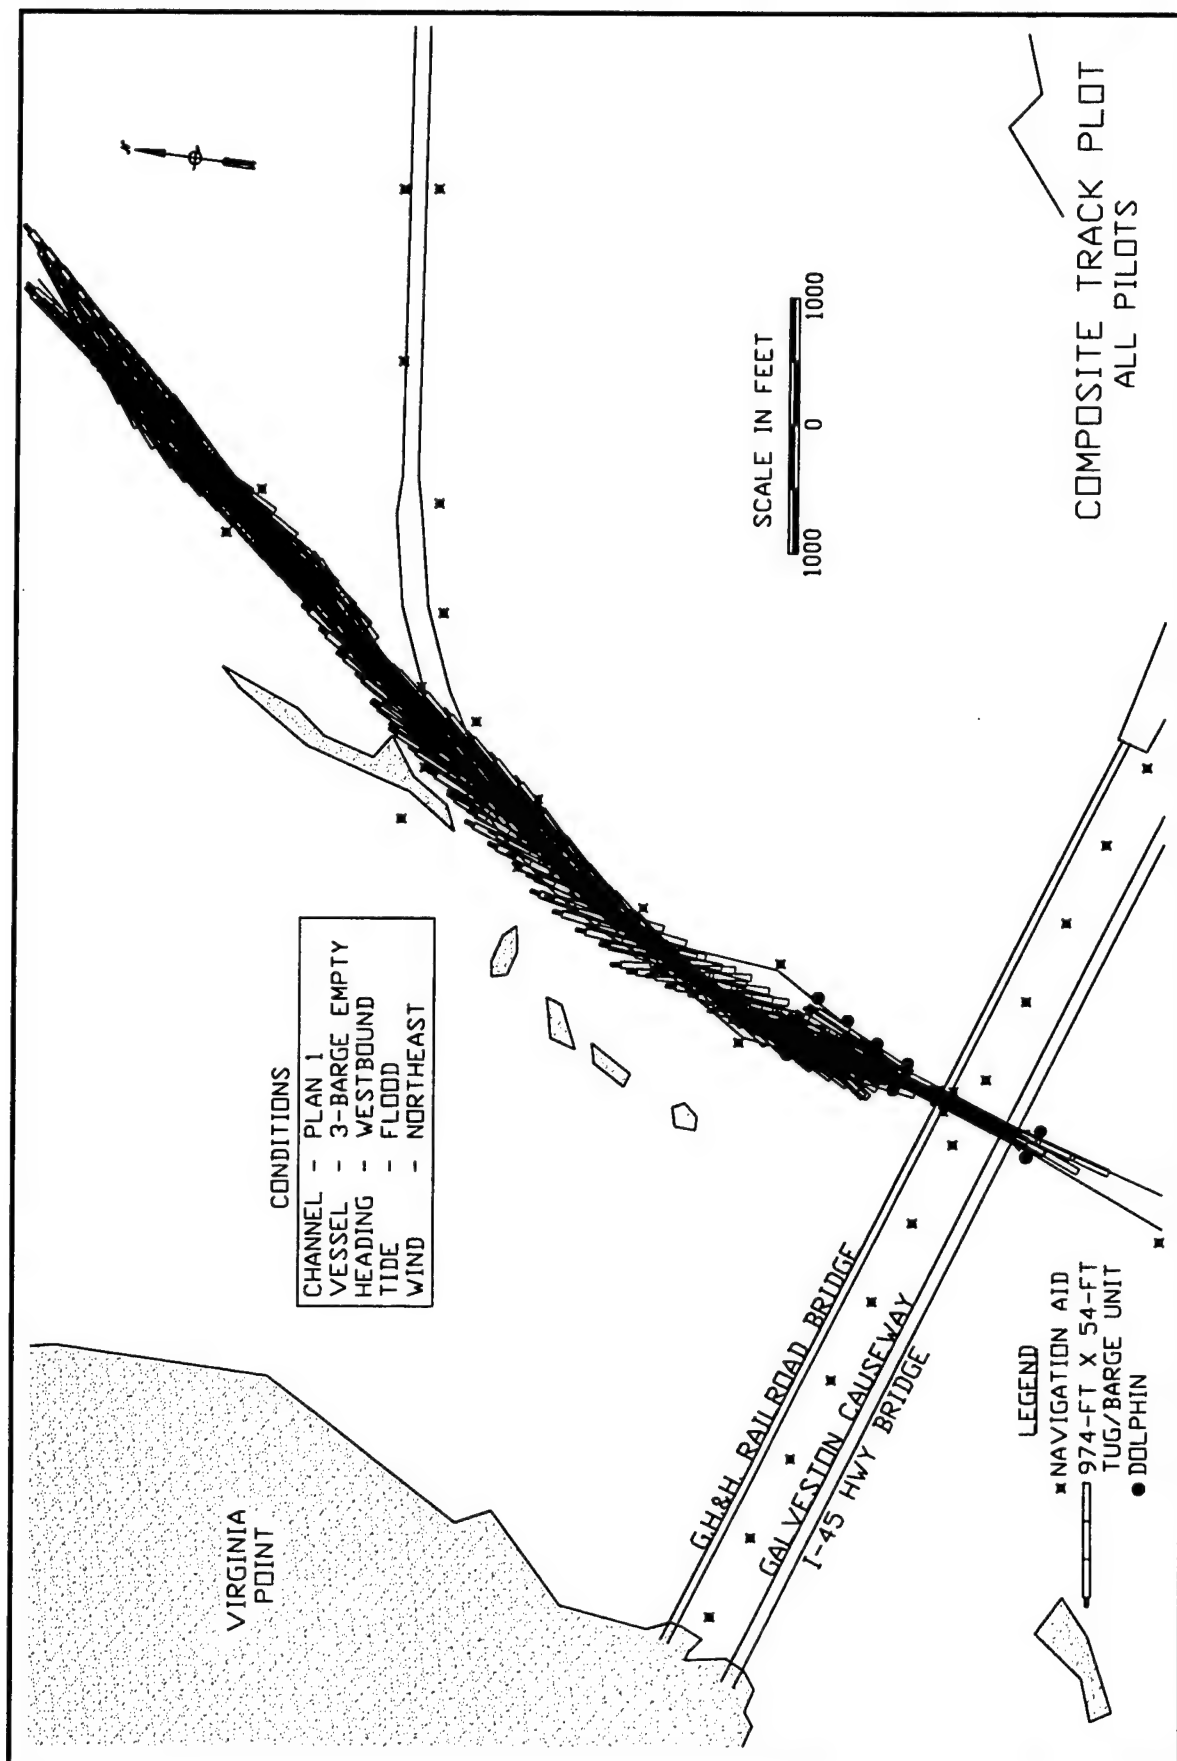 VIRGINIA
POINT
CONDITIONS
CHANNEL - PLAN 1
VESSEL - 3-BARGE EMPTY
HEADING - WESTBOUND
TIDE - FLOOD
WIND - NORTHEAST
N
G.H.&H. RAILROAD BRIDGE
GALVESTON CAUSEWAY
I-45 HWY BRIDGE
SCALE IN FEET
1000 0 1000
LEGEND
NAVIGATION AID
974-FT X 54-FT
TUG/BARGE UNIT
DOLPHIN
COMPOSITE TRACK PLOT
ALL PILOTS